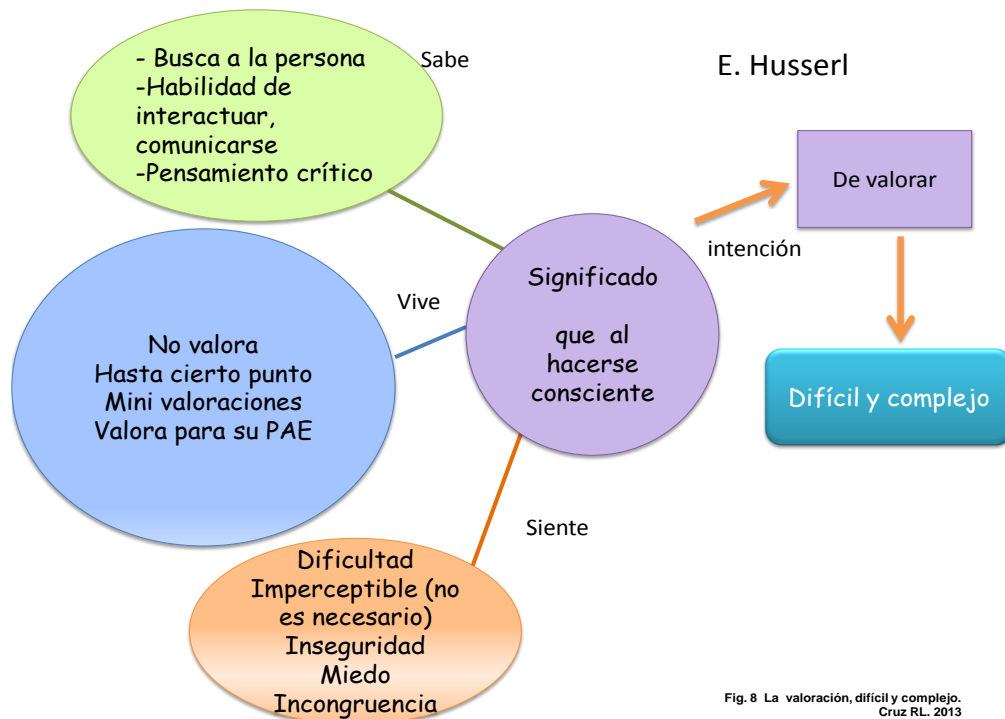 - Busca a la persona
-Habilidad de
interactuar,
comunicarse
-Pensamiento crítico
Sabe
E. Husserl
De valorar
intención
Significado
que al
hacerse
consciente
Vive
No valora
Hasta cierto punto
Mini valoraciones
Valora para su PAE
Difícil y complejo
Siente
Dificultad
Imperceptible (no
es necesario)
Inseguridad
Miedo
Incongruencia
Fig. 8 La valoración, difícil y complejo.
Cruz RL. 2013